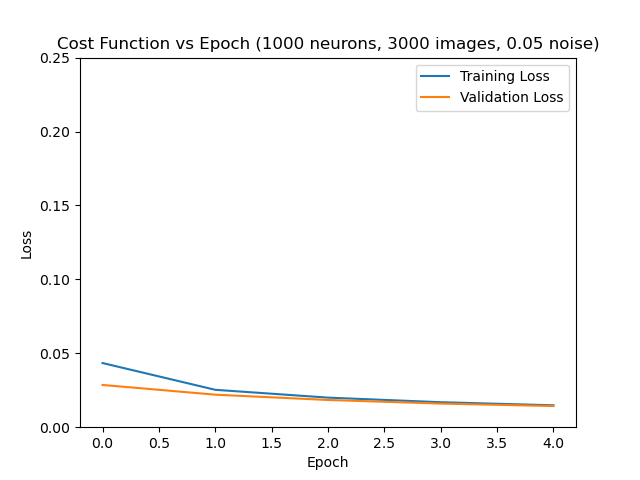 Cost Function vs Epoch (1000 neurons, 3000 images, 0.05 noise)
Training Loss
Validation Loss
0.25
0.20
0.15
0.10
0.05
0.00
Loss
0.0 0.5 1.0 1.5 2.0 2.5 3.0 3.5 4.0
Epoch